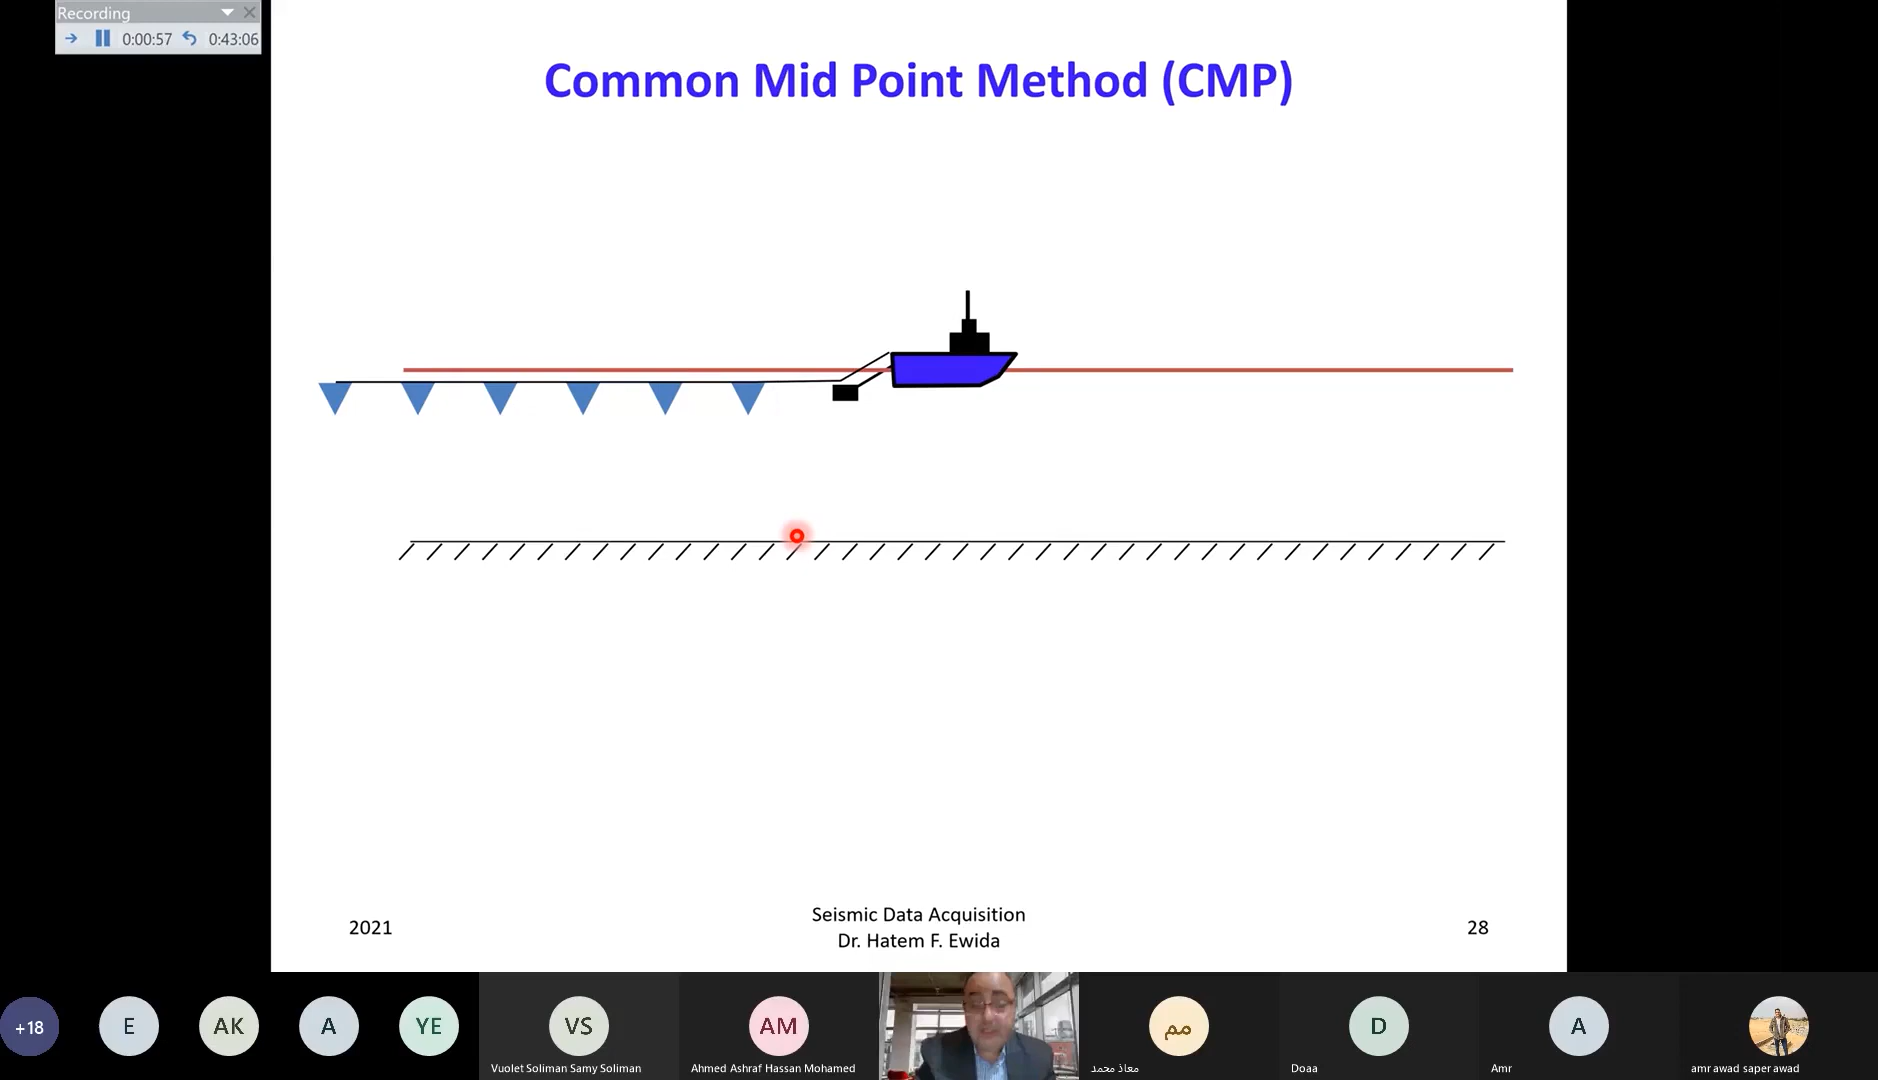 Recording
0:00:57 0:43:06
Common Mid Point Method (CMP)
2021
Seismic Data Acquisition
Dr. Hatem F. Ewida
28
+18
E
AK
A
YE
VS
Vuolet Soliman Samy Soliman
AM
Ahmed Ashraf Hassan Mohamed
مم
معاذ محمد
D
Doaa
A
Amr
amr awad saper awad